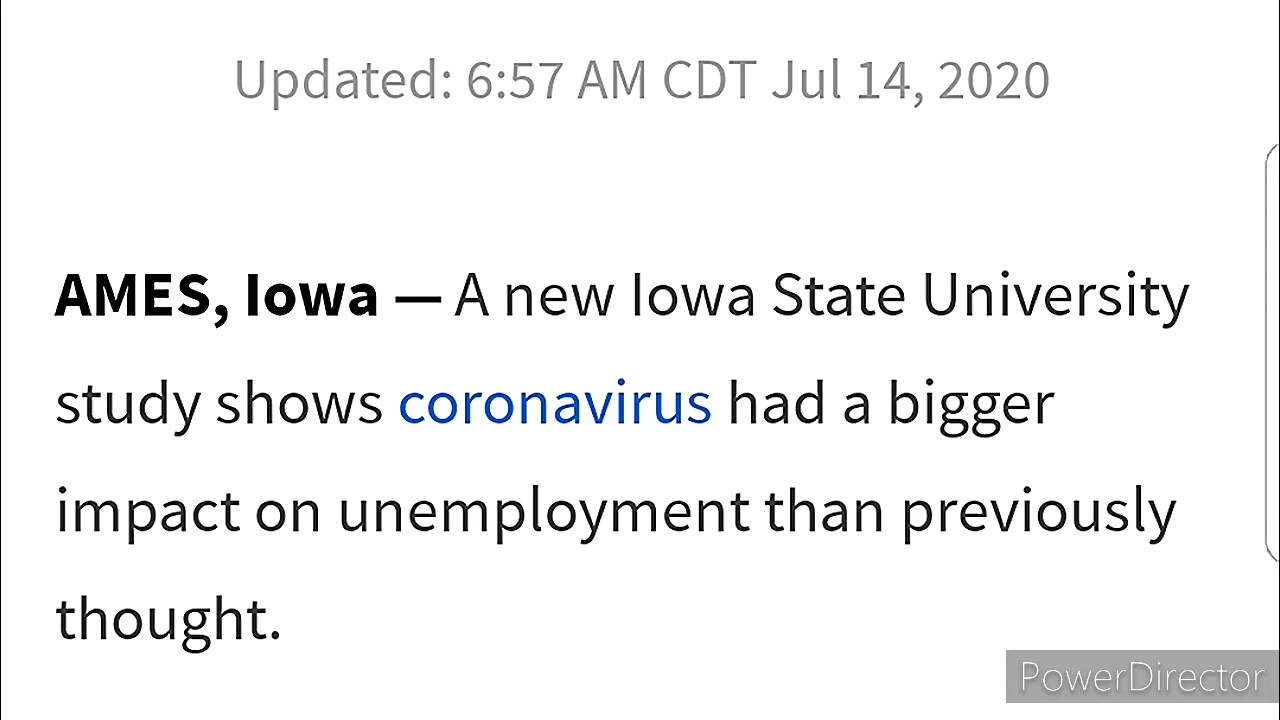 Updated: 6:57 AM CDT Jul 14, 2020
AMES, Iowa — A new Iowa State University
study shows coronavirus had a bigger
impact on unemployment than previously
thought.
PowerDirector